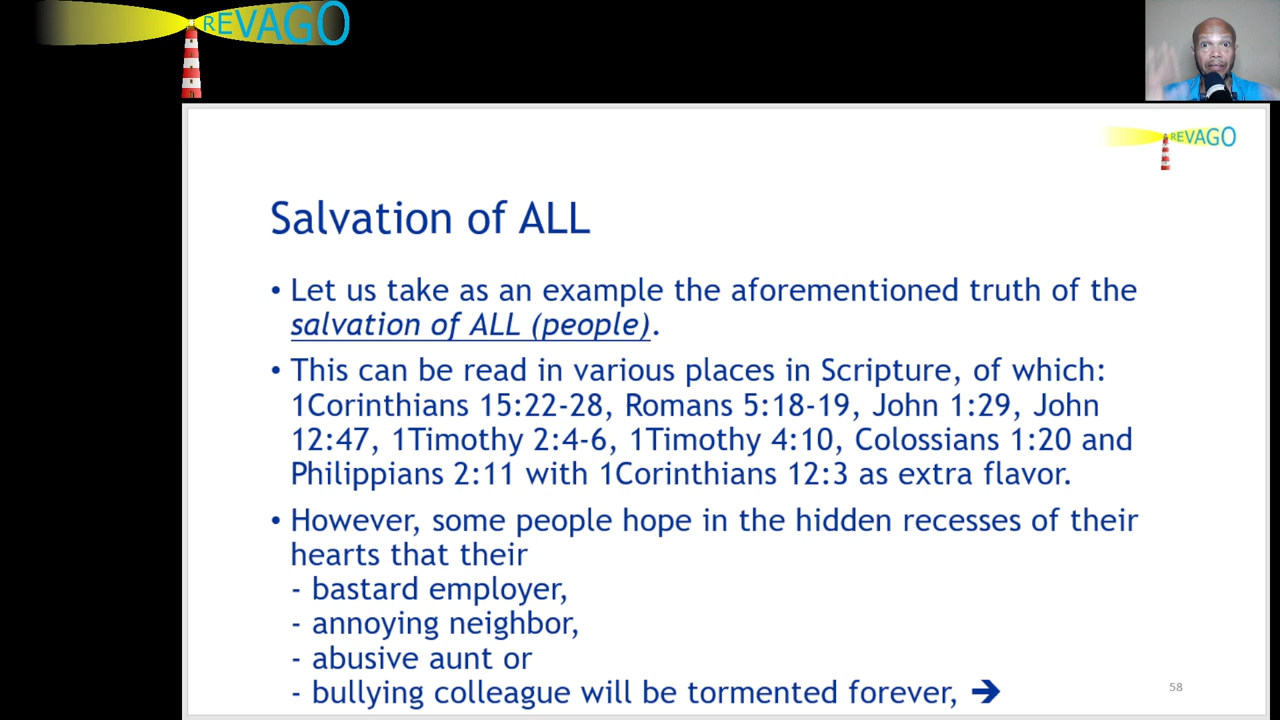 REVAGO
REVAGO
Salvation of ALL
• Let us take as an example the aforementioned truth of the
salvation of ALL (people).
• This can be read in various places in Scripture, of which:
1Corinthians 15:22-28, Romans 5:18-19, John 1:29, John
12:47, 1Timothy 2:4-6, 1Timothy 4:10, Colossians 1:20 and
Philippians 2:11 with 1Corinthians 12:3 as extra flavor.
• However, some people hope in the hidden recesses of their
hearts that their
- bastard employer,
- annoying neighbor,
- abusive aunt or
- bullying colleague will be tormented forever, ➔
58